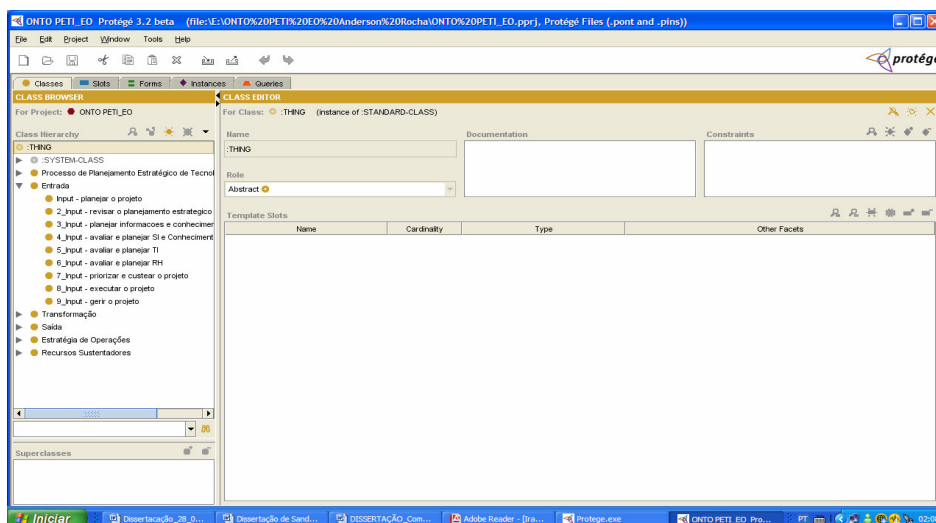 ONTO PETI_EO Protégé 3.2 beta (file:\E:\ONTO%20PETI%20EO%20Anderson%20Rocha\ONTO%20PETI_EO.pprj, Protégé Files (.pont and .pins))
File Edit Project Window Tools Help
protégé
Classes Slots Forms Instances Queries
CLASS BROWSER
For Project: ONTO PETI_EO
Class Hierarchy
:THING
:SYSTEM-CLASS
Processo de Planejamento Estratégico de Tecnol
Entrada
Input - planejar o projeto
2_Input - revisar o planejamento estrategico
3_Input - planejar informacoes e conhecimer
4_Input - avaliar e planejar SI e Conheciment
5_Input - avaliar e planejar TI
6_Input - avaliar e planejar RH
7_Input - priorizar e custear o projeto
8_Input - executar o projeto
9_Input - gerir o projeto
Transformação
Saída
Estratégia de Operações
Recursos Sustentadores
Superclasses
CLASS EDITOR
For Class: :THING (instance of :STANDARD-CLASS)
Name
:THING
Documentation
Constraints
Role
Abstract
Template Slots
Name Cardinality Type Other Facets
Iniciar Dissertacação_28_0... Dissertação de Sand... DISSERTAÇÃO_Com... Adobe Reader - [Ira... Protege.exe ONTO PETI_EO Pro... PT 02:08